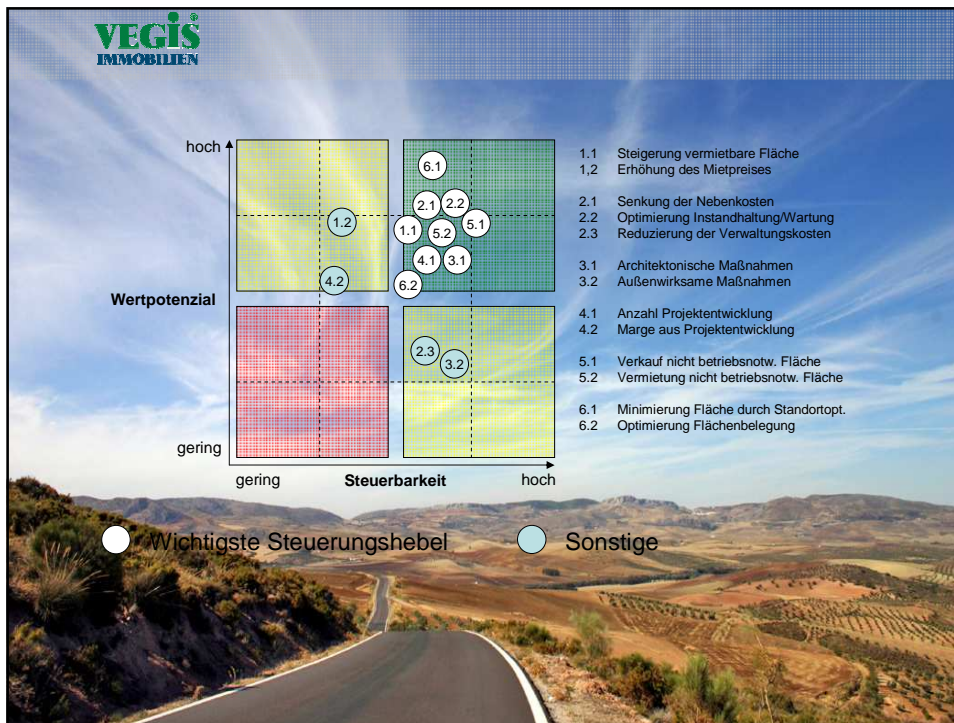 VEGIS®
IMMOBILIEN
hoch
6.1
2.1
2.2
1.2
1.1
5.2
5.1
4.1
3.1
4.2
6.2
Wertpotenzial
2.3
3.2
gering
gering
Steuerbarkeit
hoch
1.1 Steigerung vermietbare Fläche
1,2 Erhöhung des Mietpreises
2.1 Senkung der Nebenkosten
2.2 Optimierung Instandhaltung/Wartung
2.3 Reduzierung der Verwaltungskosten
3.1 Architektonische Maßnahmen
3.2 Außenwirksame Maßnahmen
4.1 Anzahl Projektentwicklung
4.2 Marge aus Projektentwicklung
5.1 Verkauf nicht betriebsnotw. Fläche
5.2 Vermietung nicht betriebsnotw. Fläche
6.1 Minimierung Fläche durch Standortopt.
6.2 Optimierung Flächenbelegung
Wichtigste Steuerungshebel
Sonstige